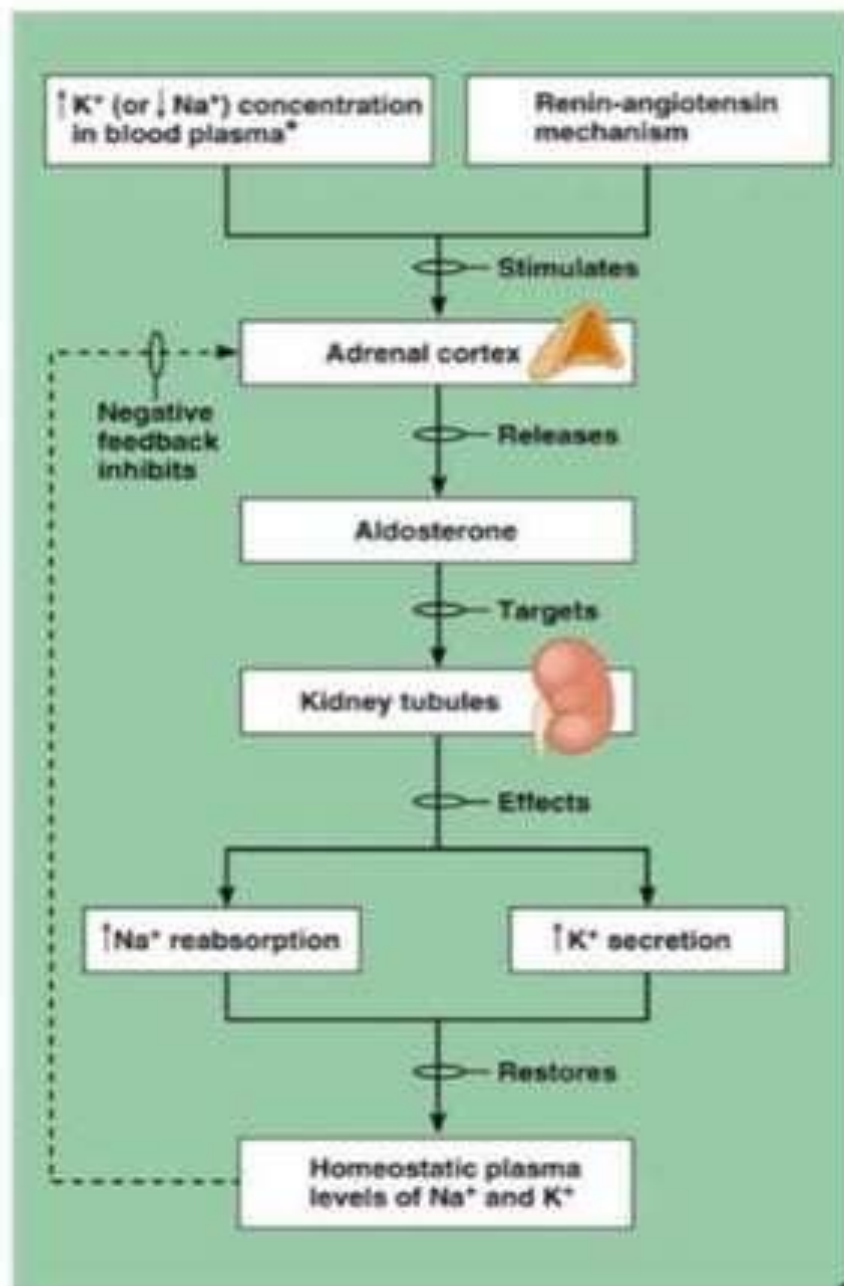 ↑K⁺ (or ↓ Na⁺) concentration
in blood plasma*
Renin-angiotensin
mechanism
Stimulates
Adrenal cortex
Negative
feedback
inhibits
Releases
Aldosterone
Targets
Kidney tubules
Effects
↑Na⁺ reabsorption
↑K⁺ secretion
Restores
Homeostatic plasma
levels of Na⁺ and K⁺